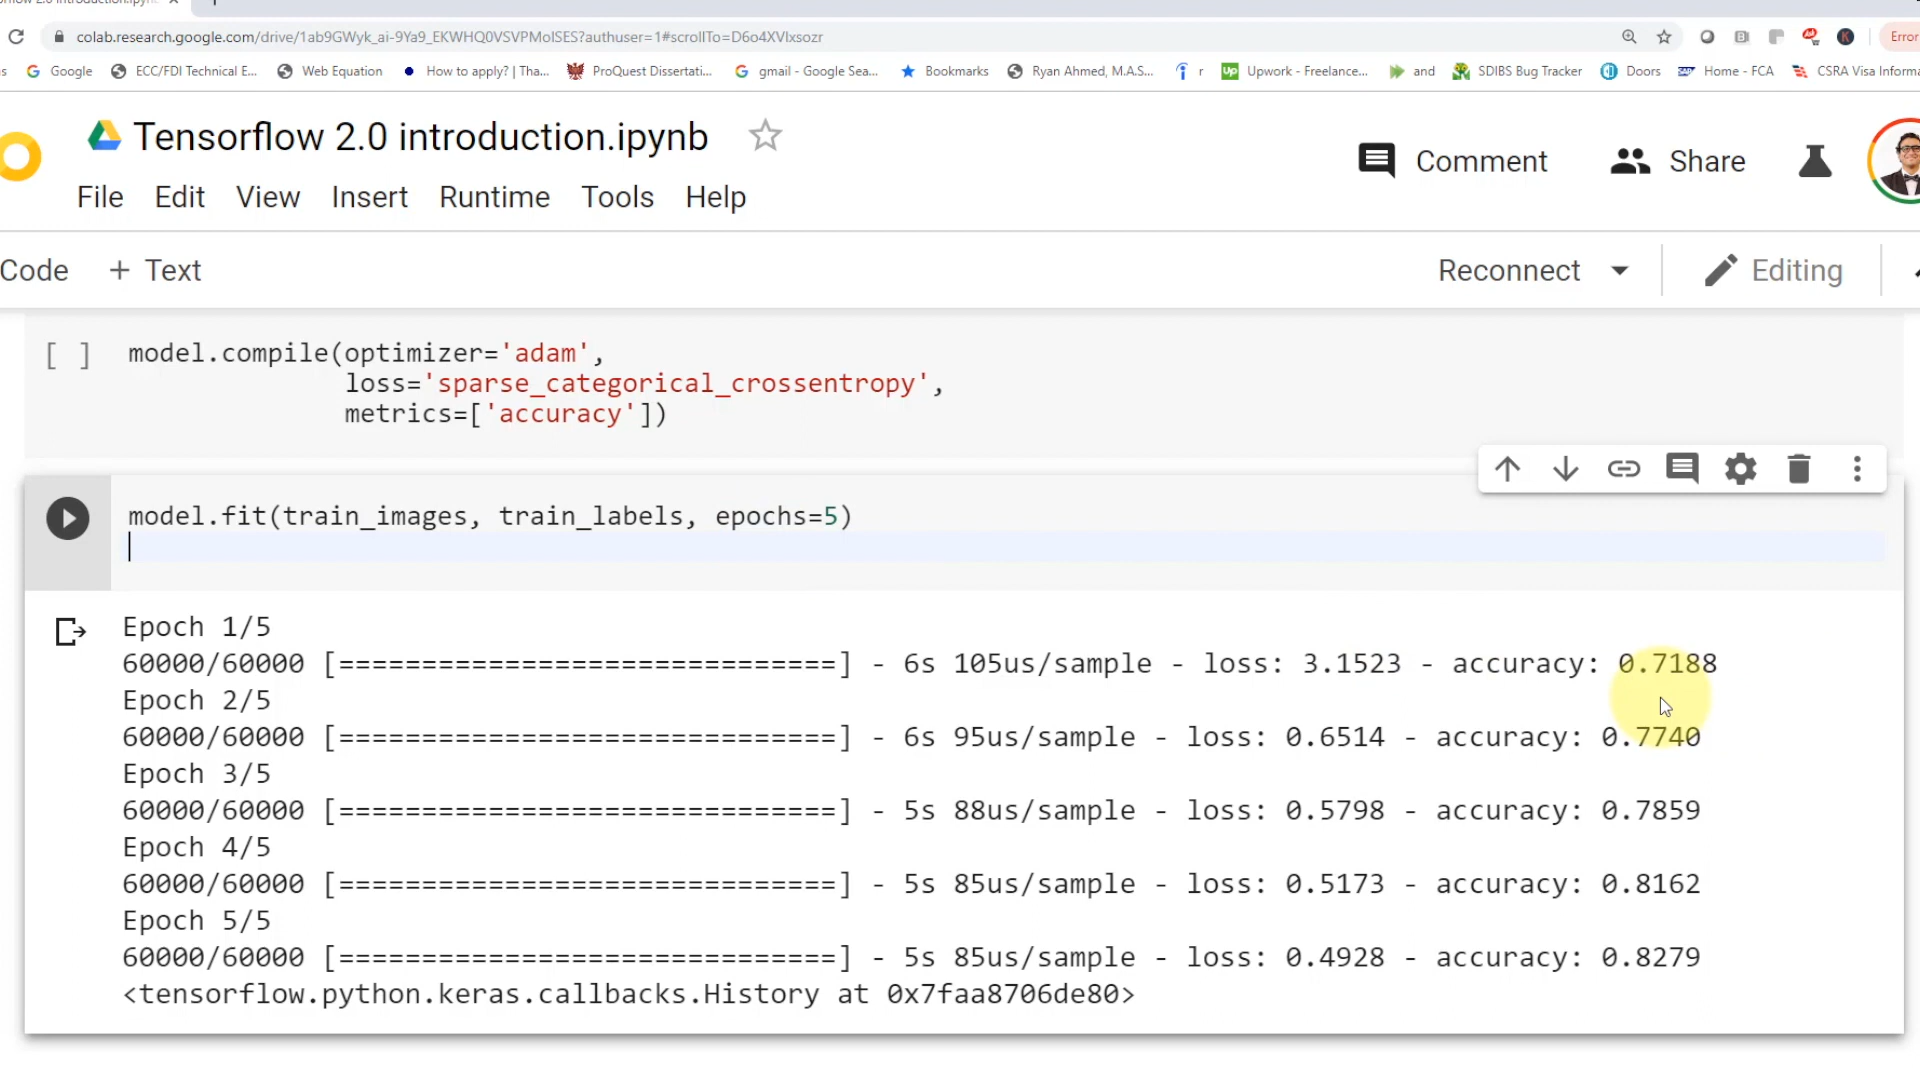 colab.research.google.com/drive/1ab9GWyk_ai-9Ya9_EKWHQ0VSVPMolSES?authuser=1#scrollTo=D6o4XVlxsozr
Error
Google ECC/FDI Technical E... Web Equation How to apply? | Tha... ProQuest Dissertati... gmail - Google Sea... Bookmarks Ryan Ahmed, M.A.S... r Upwork - Freelance... and SDIBS Bug Tracker Doors Home - FCA CSRA Visa Informa
Tensorflow 2.0 introduction.ipynb
Comment Share
File Edit View Insert Runtime Tools Help
Code + Text Reconnect Editing
[ ] model.compile(optimizer='adam',
loss='sparse_categorical_crossentropy',
metrics=['accuracy'])
model.fit(train_images, train_labels, epochs=5)
Epoch 1/5
60000/60000 [==============================] - 6s 105us/sample - loss: 3.1523 - accuracy: 0.7188
Epoch 2/5
60000/60000 [==============================] - 6s 95us/sample - loss: 0.6514 - accuracy: 0.7740
Epoch 3/5
60000/60000 [==============================] - 5s 88us/sample - loss: 0.5798 - accuracy: 0.7859
Epoch 4/5
60000/60000 [==============================] - 5s 85us/sample - loss: 0.5173 - accuracy: 0.8162
Epoch 5/5
60000/60000 [==============================] - 5s 85us/sample - loss: 0.4928 - accuracy: 0.8279
<tensorflow.python.keras.callbacks.History at 0x7faa8706de80>